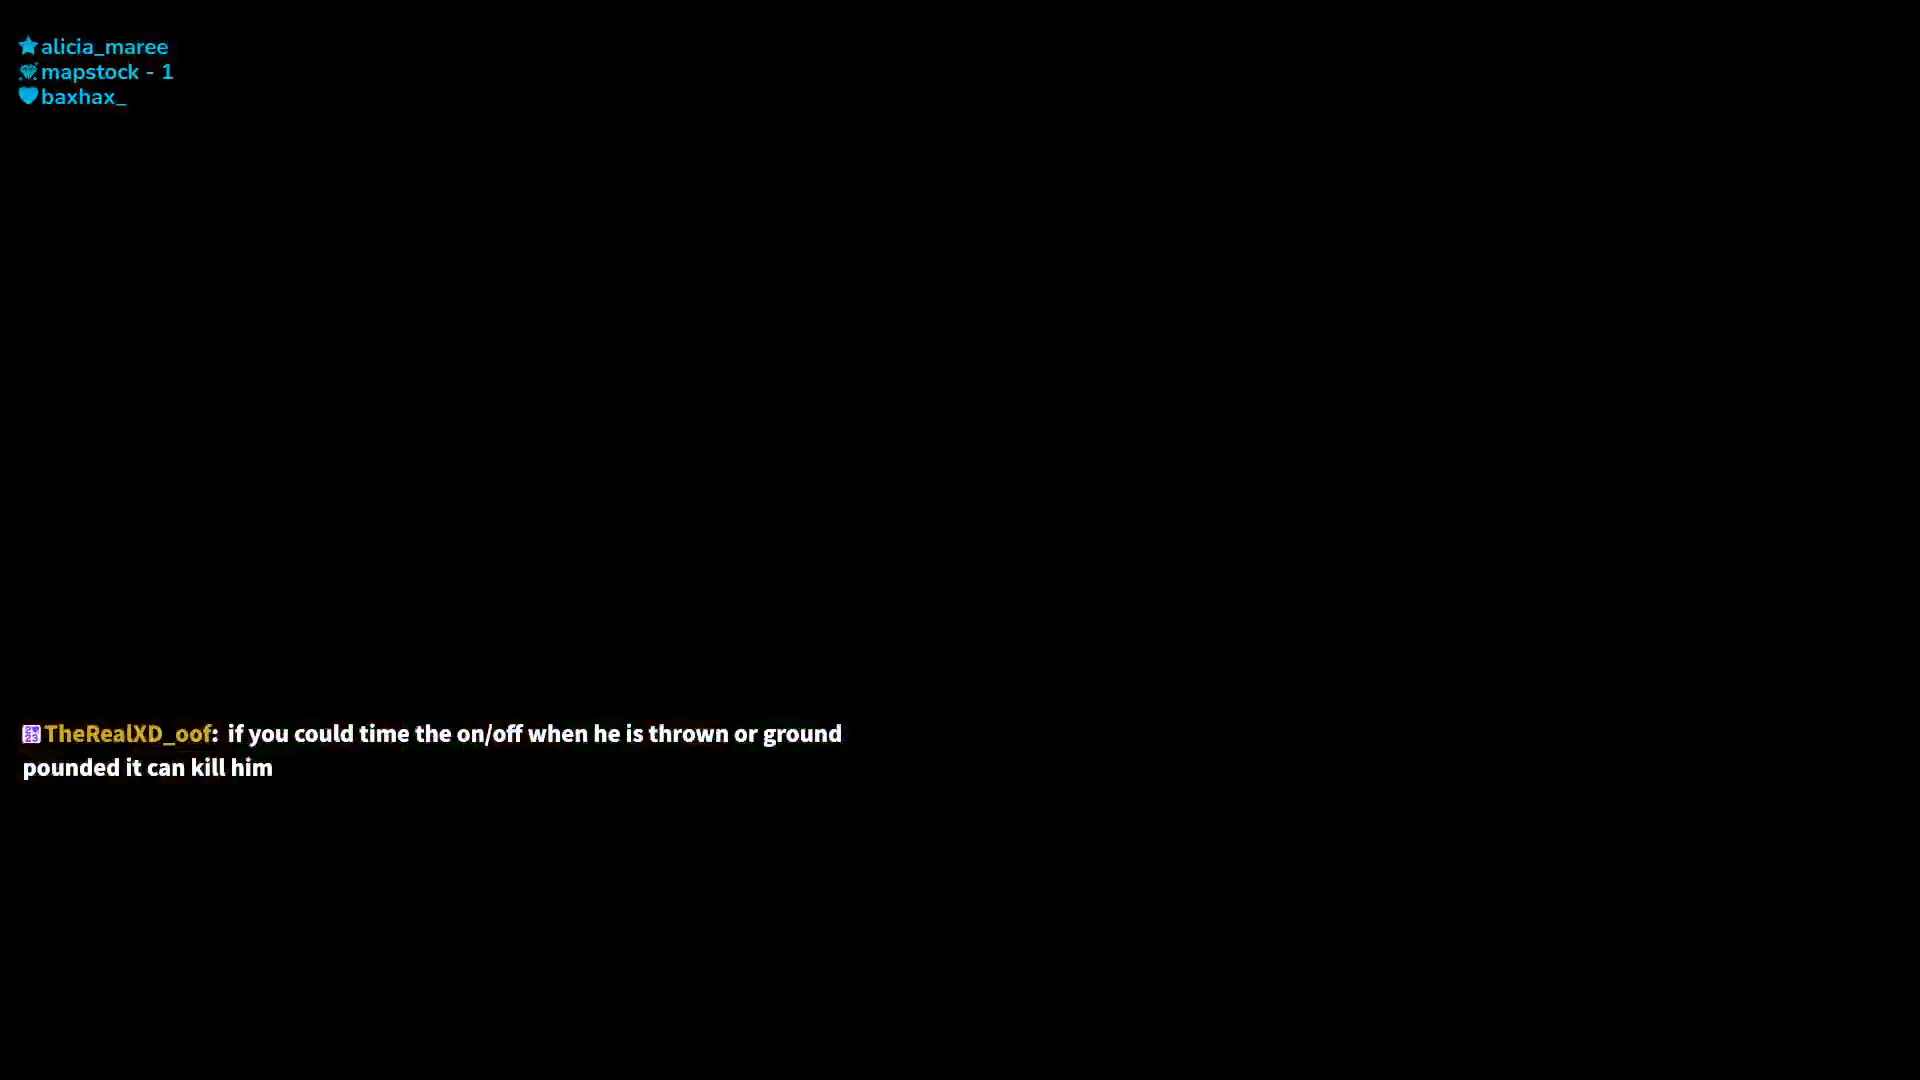 alicia_maree
mapstock - 1
baxhax_
TheRealXD_oof: if you could time the on/off when he is thrown or ground
pounded it can kill him